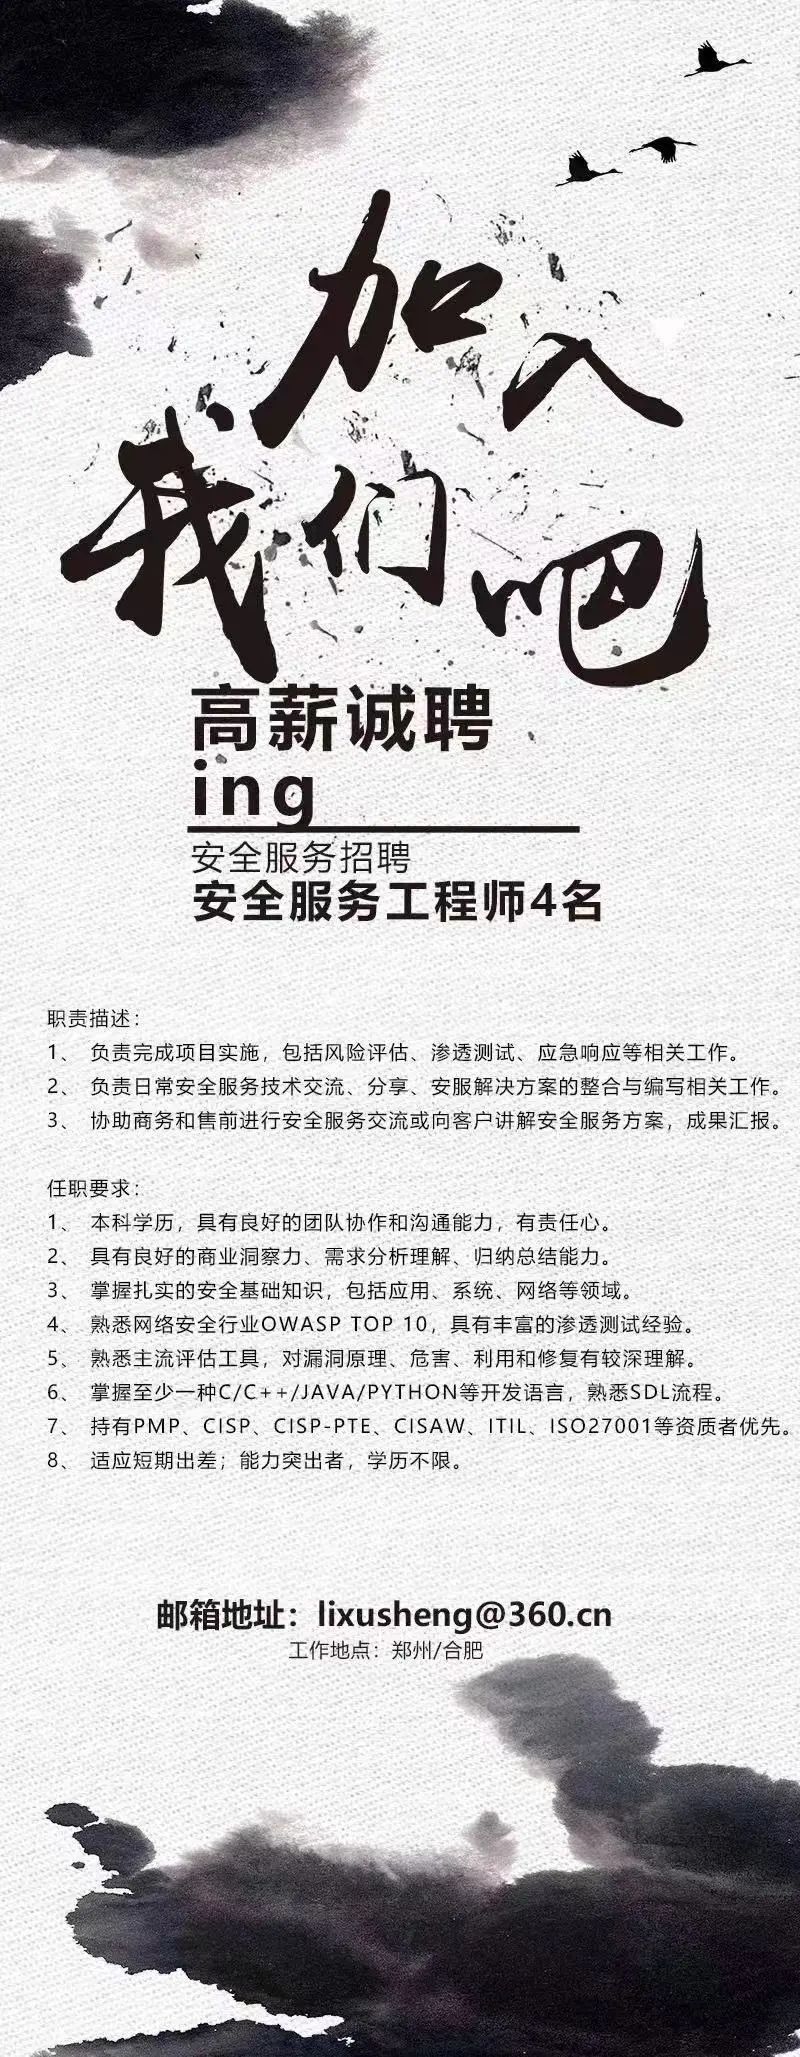 加入
我们吧
高薪诚聘
ing
安全服务招聘
安全服务工程师4名
职责描述：
1、 负责完成项目实施，包括风险评估、渗透测试、应急响应等相关工作。
2、 负责日常安全服务技术交流、分享、安服解决方案的整合与编写相关工作。
3、 协助商务和售前进行安全服务交流或向客户讲解安全服务方案，成果汇报。
任职要求：
1、 本科学历，具有良好的团队协作和沟通能力，有责任心。
2、 具有良好的商业洞察力、需求分析理解、归纳总结能力。
3、 掌握扎实的安全基础知识，包括应用、系统、网络等领域。
4、 熟悉网络安全行业OWASP TOP 10，具有丰富的渗透测试经验。
5、 熟悉主流评估工具，对漏洞原理、危害、利用和修复有较深理解。
6、 掌握至少一种C/C++/JAVA/PYTHON等开发语言，熟悉SDL流程。
7、 持有PMP、CISP、CISP-PTE、CISAW、ITIL、ISO27001等资质者优先。
8、 适应短期出差；能力突出者，学历不限。
邮箱地址：lixusheng@360.cn
工作地点：郑州/合肥